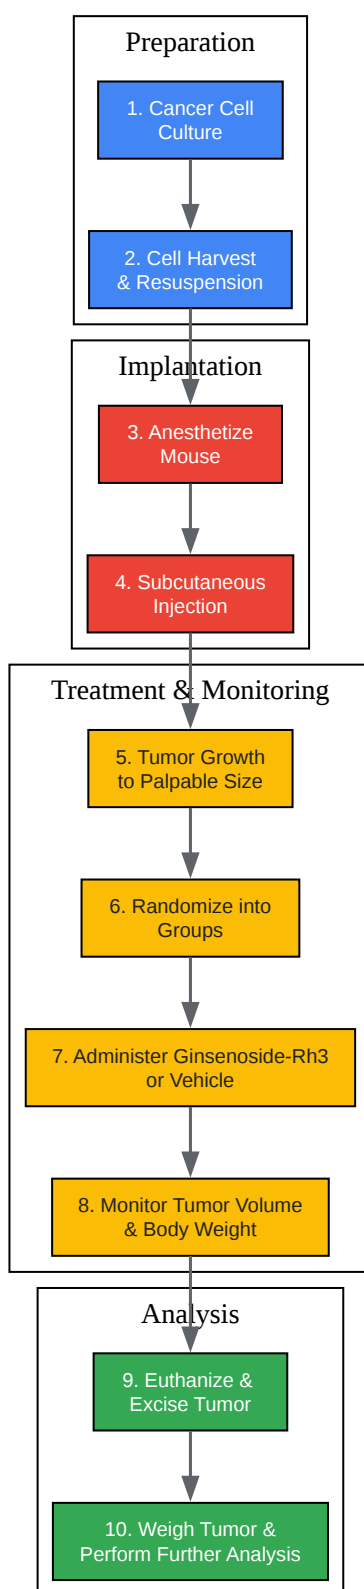 Preparation
1. Cancer Cell
Culture
2. Cell Harvest
& Resuspension
Implantation
3. Anesthetize
Mouse
4. Subcutaneous
Injection
Treatment & Monitoring
5. Tumor Growth
to Palpable Size
6. Randomize into
Groups
7. Administer Ginsenoside-Rh3
or Vehicle
8. Monitor Tumor Volume
& Body Weight
Analysis
9. Euthanize &
Excise Tumor
10. Weigh Tumor &
Perform Further Analysis